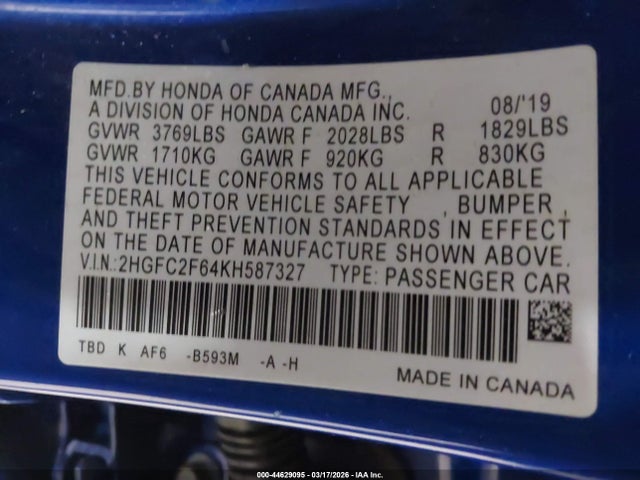 MFD.BY HONDA OF CANADA MFG.,
A DIVISION OF HONDA CANADA INC. 08/'19
GVWR 3769LBS GAWR F 2028LBS R 1829LBS
GVWR 1710KG GAWR F 920KG R 830KG
THIS VEHICLE CONFORMS TO ALL APPLICABLE
FEDERAL MOTOR VEHICLE SAFETY , BUMPER ,
AND THEFT PREVENTION STANDARDS IN EFFECT
ON THE DATE OF MANUFACTURE SHOWN ABOVE.
V.I.N.:2HGFC2F64KH587327 TYPE: PASSENGER CAR
TBD K AF6 -B593M -A -H
MADE IN CANADA
000-44629095 - 03/17/2026 - IAA Inc.